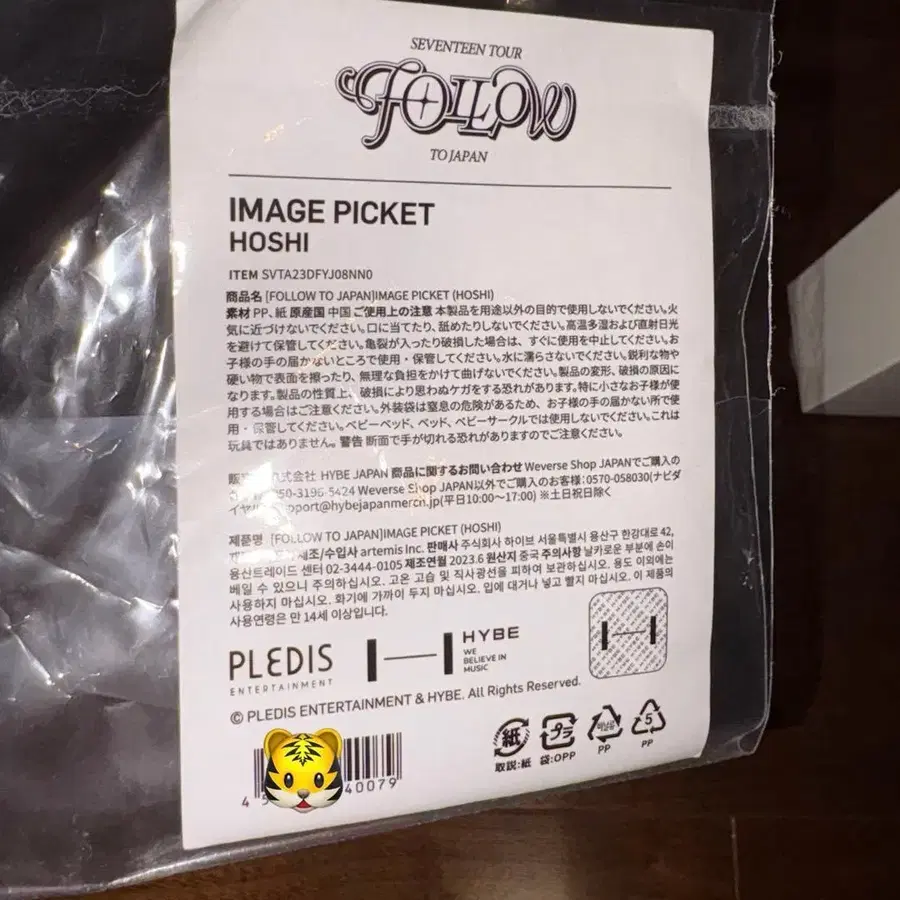 SEVENTEEN TOUR
FOLLOW
TO JAPAN
IMAGE PICKET
HOSHI
ITEM SVTA23DFYJ08NN0
商品名 [FOLLOW TO JAPAN]IMAGE PICKET (HOSHI)
素材 PP、紙 原産国 中国 ご使用上の注意 本製品を用途以外の目的で使用しないでください。火
気に近づけないでください。口に当てたり、舐めたりしないでください。高温多湿および直射日光
を避けて保管してください。亀裂が入ったり破損した場合は、すぐに使用を中止してください。お
子様の手の届かないところで使用・保管してください。水に濡らさないでください。鋭利な物や
硬い物で表面を擦ったり、無理な負担をかけて曲げないでください。製品の変形、破損の原因に
なります。製品の性質上、破損により思わぬケガをする恐れがあります。特に小さなお子様が使
用する場合はご注意ください。外装袋は窒息の危険があるため、お子様の手の届かない所で使
用・保管してください。ベビーベッド、ベッド、ベビーサークルでは使用しないでください。これは
玩具ではありません。警告 断面で手が切れる恐れがありますのでご注意ください。
式会社 HYBE JAPAN 商品に関するお問い合わせ Weverse Shop JAPANでご購入の
050-3196-5424 Weverse Shop JAPAN以外でご購入のお客様：0570-058030(ナビダ
イヤル) support@hybejapanmerch.jp(平日10:00〜17:00) ※土日祝日除く
제품명 [FOLLOW TO JAPAN]IMAGE PICKET (HOSHI)
제조/수입사 artemis Inc. 판매사 주식회사 하이브 서울특별시 용산구 한강대로 42,
용산트레이드 센터 02-3444-0105 제조연월 2023.6 원산지 중국 주의사항 날카로운 부분에 손이
베일 수 있으니 주의하십시오. 고온 고습 및 직사광선을 피하여 보관하십시오. 용도 이외에는
사용하지 마십시오. 화기에 가까이 두지 마십시오. 입에 대거나 넣고 빨지 마십시오. 이 제품의
사용연령은 만 14세 이상입니다.
PLEDIS
ENTERTAINMENT
HYBE
WE
BELIEVE IN
MUSIC
© PLEDIS ENTERTAINMENT & HYBE. All Rights Reserved.
紙 プラ 비닐류 5
取説:紙 袋:OPP PP PP
4 5 40079